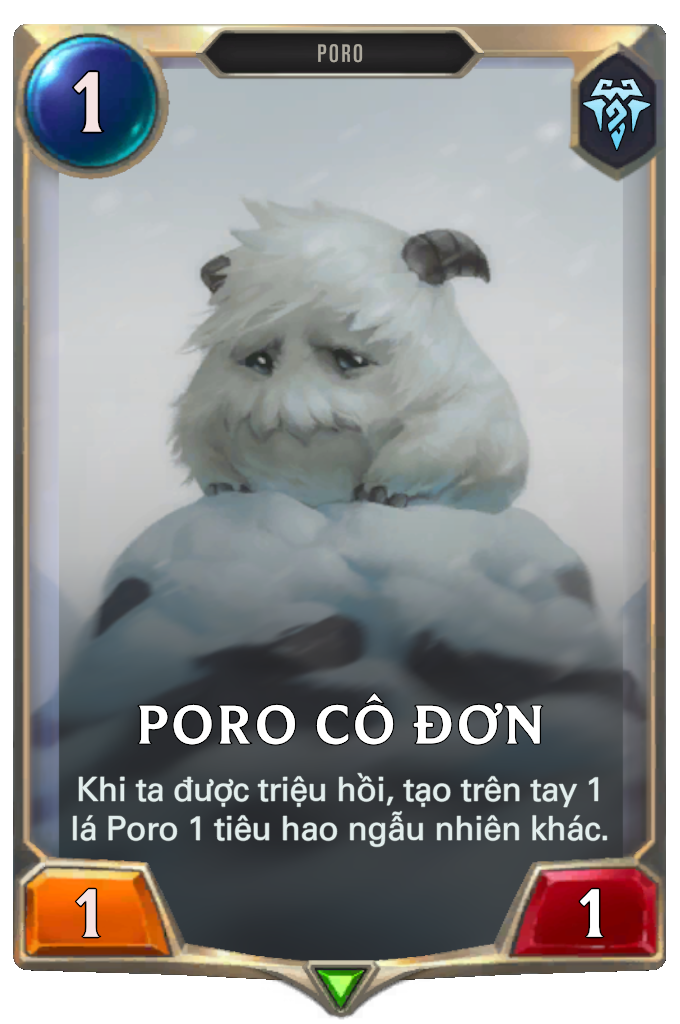 PORO
1
PORO CÔ ĐƠN
Khi ta được triệu hồi, tạo trên tay 1
lá Poro 1 tiêu hao ngẫu nhiên khác.
1
1